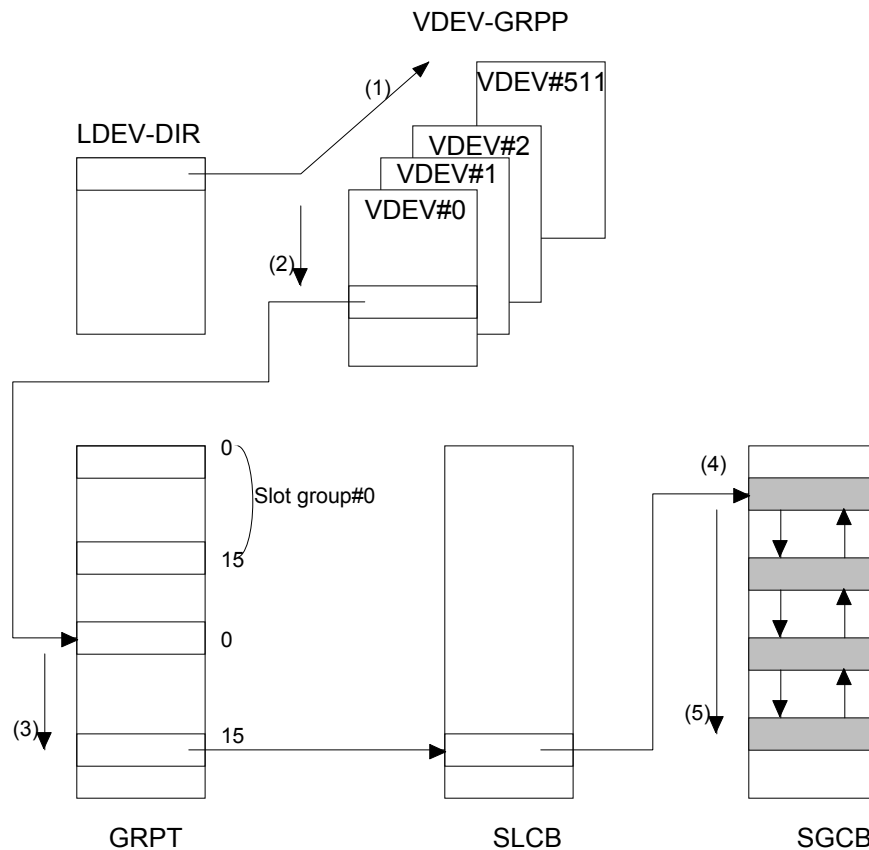 VDEV-GRPP
VDEV#511
(1)
LDEV-DIR
VDEV#2
VDEV#1
VDEV#0
(2)
0
(4)
Slot group#0
15
0
(3)
15
(5)
GRPT
SLCB
SGCB